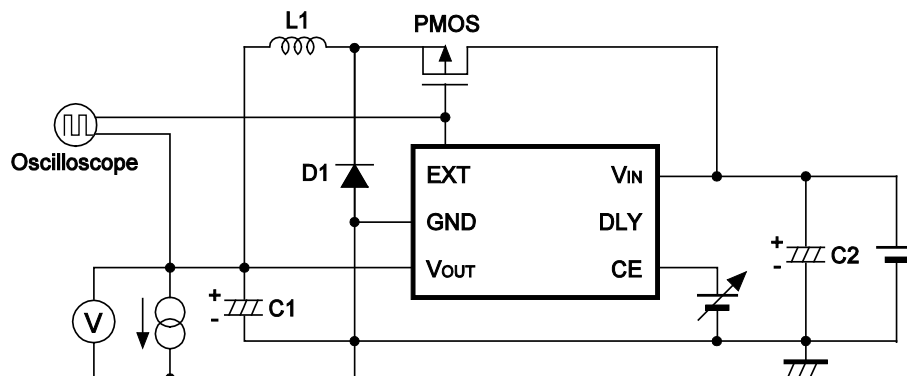 L1
PMOS
Oscilloscope
D1
EXT
VIN
GND
DLY
VOUT
CE
+
-
C1
+
-
C2
V